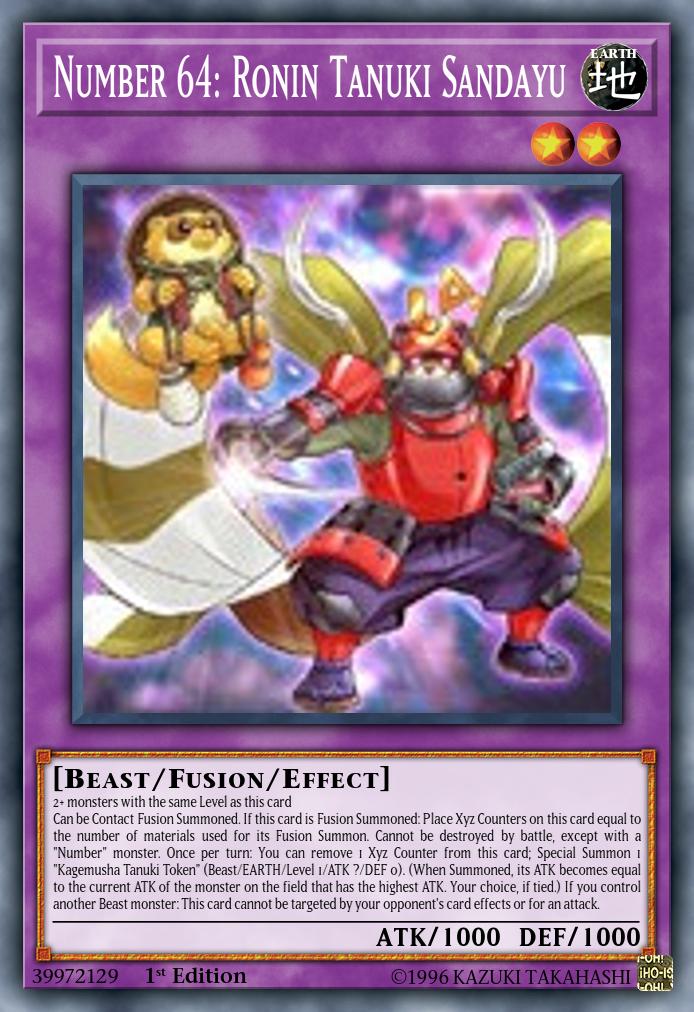 Number 64: Ronin Tanuki Sandayu
EARTH
地
[Beast/Fusion/Effect]
2+ monsters with the same Level as this card
Can be Contact Fusion Summoned. If this card is Fusion Summoned: Place Xyz Counters on this card equal to
the number of materials used for its Fusion Summon. Cannot be destroyed by battle, except with a
"Number" monster. Once per turn: You can remove 1 Xyz Counter from this card; Special Summon 1
"Kagemusha Tanuki Token" (Beast/EARTH/Level 1/ATK ?/DEF 0). (When Summoned, its ATK becomes equal
to the current ATK of the monster on the field that has the highest ATK. Your choice, if tied.) If you control
another Beast monster: This card cannot be targeted by your opponent's card effects or for an attack.
ATK/1000 DEF/1000
39972129 1st Edition ©1996 KAZUKI TAKAHASHI